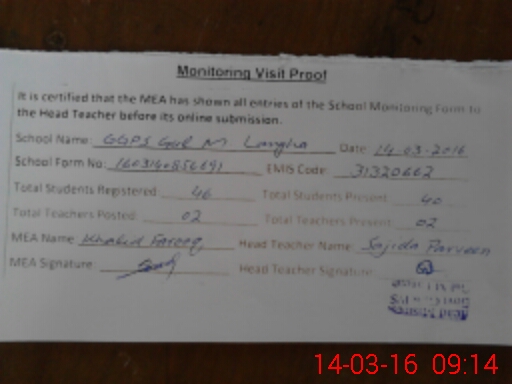 Monitoring Visit Proof
It is certified that the MEA has shown all entries of the School Monitoring Form to
the Head Teacher before its online submission.
School Name: GGPS Gul M Langha Date: 14-03-2016
School Form No: EMIS Code: 31320662
Total Students Registered: 46 Total Students Present: 40
Total Teachers Posted: 02 Total Teachers Present: 02
MEA Name: Khalid Farooq Head Teacher Name: Sajida Parveen
MEA Signature: Head Teacher Signature:
Head Mistress
14-03-16 09:14